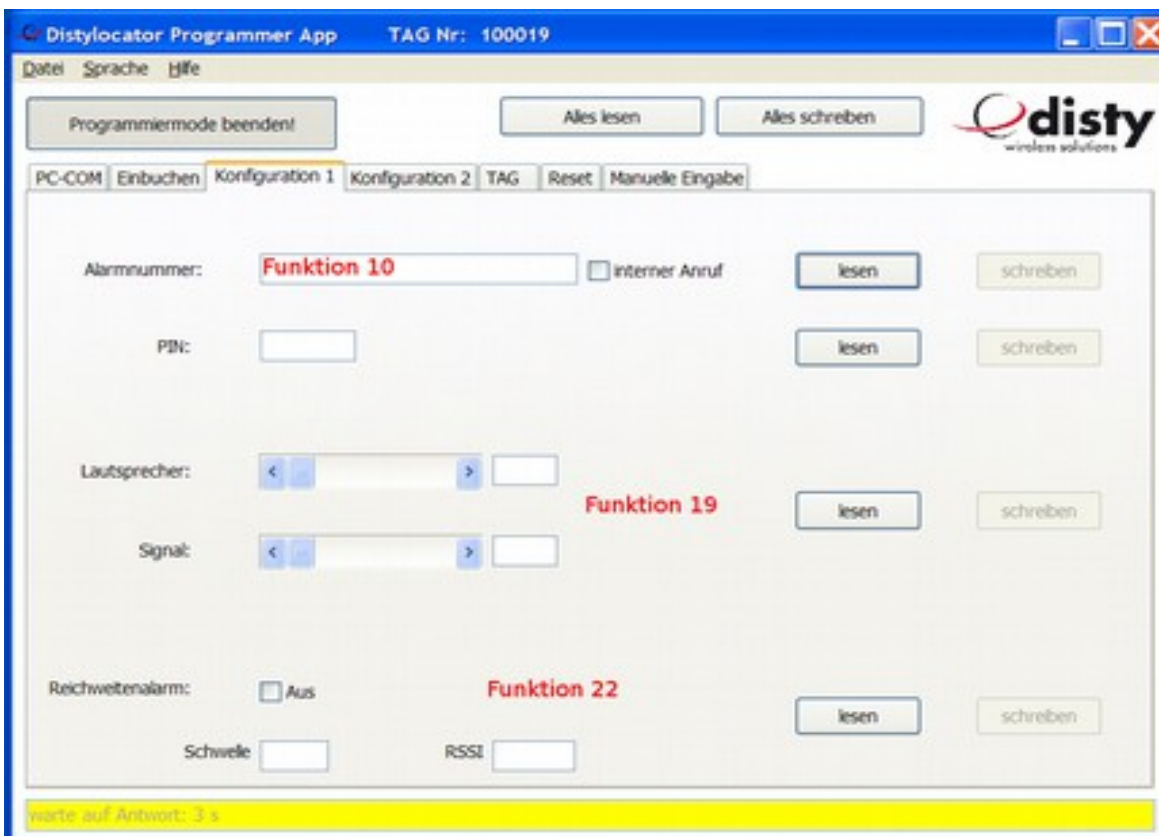 Distylocator Programmer App TAG Nr: 100019
Datei Sprache Hilfe
Programmiermode beenden! Alles lesen Alles schreiben
disty
wireless solutions
PC-COM Einbuchen Konfiguration 1 Konfiguration 2 TAG Reset Manuelle Eingabe
Alarmnummer: Funktion 10 interner Anruf lesen schreiben
PIN: lesen schreiben
Lautsprecher:
Funktion 19 lesen schreiben
Signal:
Reichweitenalarm: Aus Funktion 22
lesen schreiben
Schwelle RSSI
warte auf Antwort: 3 s